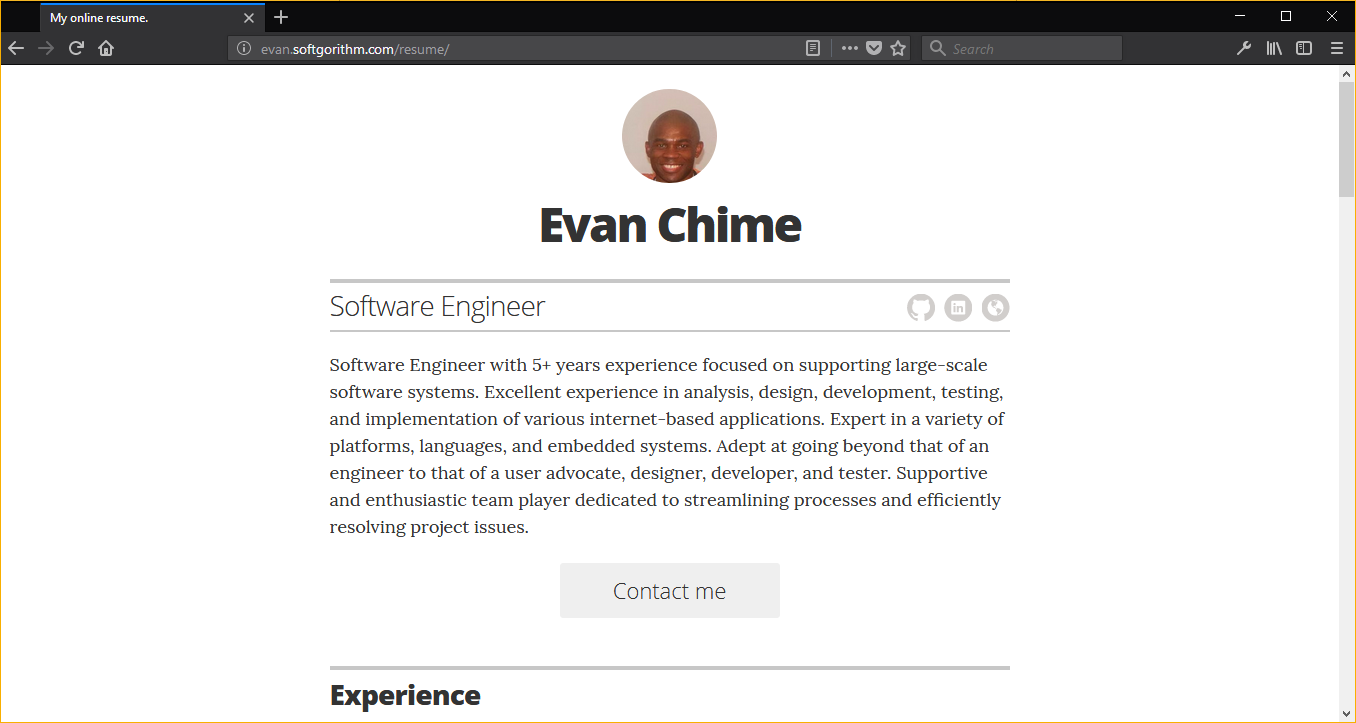 My online resume.
evan.softgorithm.com/resume/
Search
Evan Chime
Software Engineer
in
Software Engineer with 5+ years experience focused on supporting large-scale
software systems. Excellent experience in analysis, design, development, testing,
and implementation of various internet-based applications. Expert in a variety of
platforms, languages, and embedded systems. Adept at going beyond that of an
engineer to that of a user advocate, designer, developer, and tester. Supportive
and enthusiastic team player dedicated to streamlining processes and efficiently
resolving project issues.
Contact me
Experience